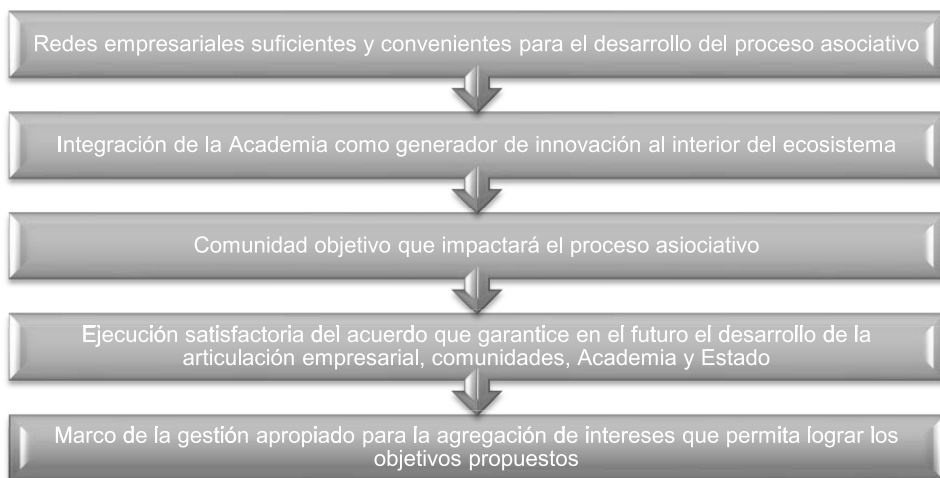 Redes empresariales suficientes y convenientes para el desarrollo del proceso asociativo
Integración de la Academia como generador de innovación al interior del ecosistema
Comunidad objetivo que impactará el proceso asiociativo
Ejecución satisfactoria del acuerdo que garantice en el futuro el desarrollo de la
articulación empresarial, comunidades, Academia y Estado
Marco de la gestión apropiado para la agregación de intereses que permita lograr los
objetivos propuestos